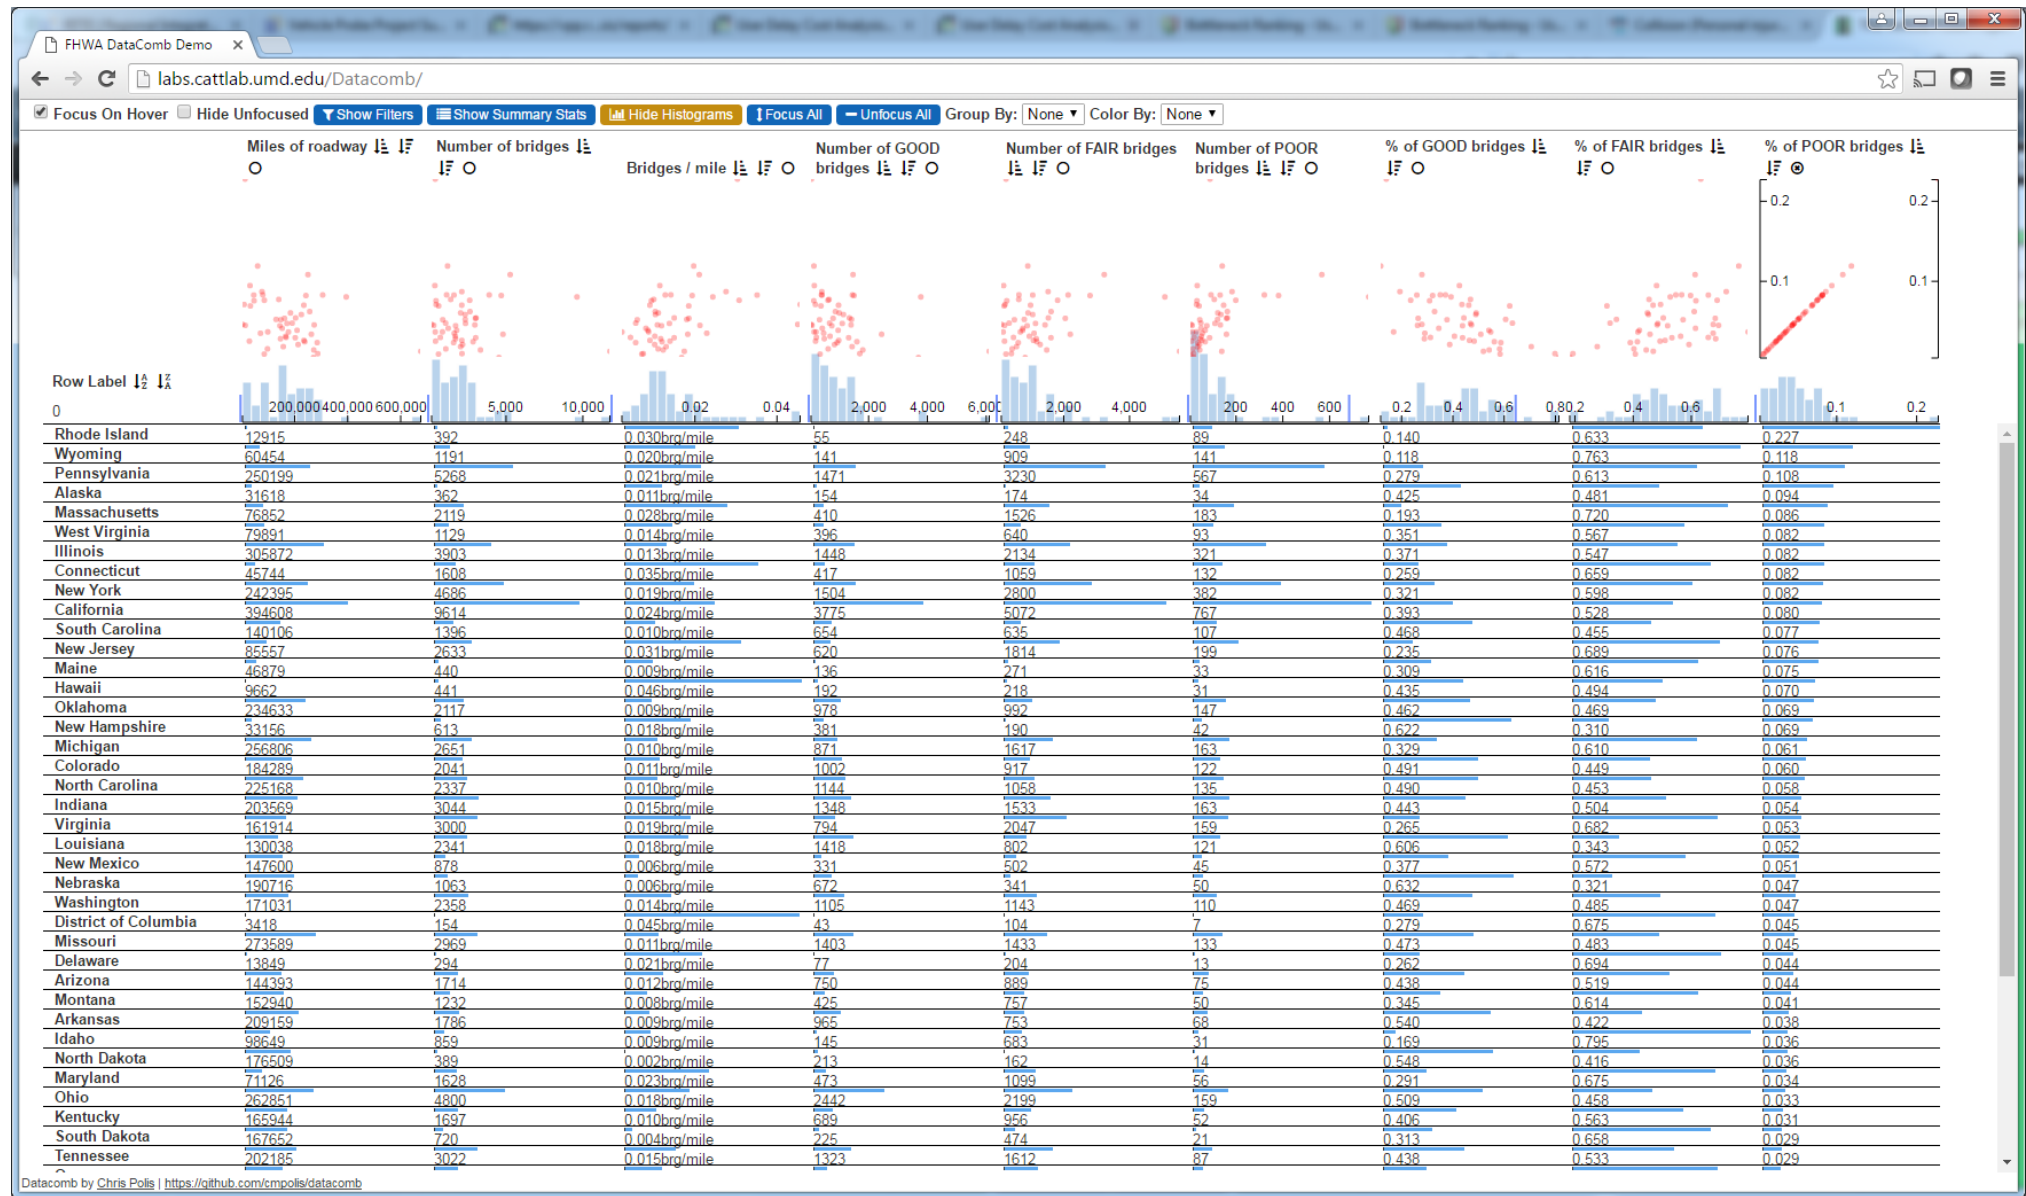 FHWA DataComb Demo
labs.cattlab.umd.edu/Datacomb/
Focus On Hover Hide Unfocused Show Filters Show Summary Stats Hide Histograms Focus All Unfocus All Group By: None Color By: None
Miles of roadway Number of bridges Bridges / mile Number of GOOD bridges Number of FAIR bridges Number of POOR bridges % of GOOD bridges % of FAIR bridges % of POOR bridges
0.2 0.2
0.1 0.1
Row Label
0 200,000 400,000 600,000 5,000 10,000 0.02 0.04 2,000 4,000 2,000 4,000 200 400 600 0.2 0.4 0.6 0.4 0.6 0.1 0.2
Rhode Island 12915 392 0.030brg/mile 55 248 89 0.140 0.633 0.227
Wyoming 60454 1191 0.020brg/mile 141 909 141 0.118 0.763 0.118
Pennsylvania 250199 5268 0.021brg/mile 1471 3230 567 0.279 0.613 0.108
Alaska 31618 362 0.011brg/mile 154 174 34 0.425 0.481 0.094
Massachusetts 76852 2119 0.028brg/mile 410 1526 183 0.193 0.720 0.086
West Virginia 79891 1129 0.014brg/mile 396 640 93 0.351 0.567 0.082
Illinois 305872 3903 0.013brg/mile 1448 2134 321 0.371 0.547 0.082
Connecticut 45744 1608 0.035brg/mile 417 1059 132 0.259 0.659 0.082
New York 242395 4686 0.019brg/mile 1504 2800 382 0.321 0.598 0.082
California 394608 9614 0.024brg/mile 3775 5072 767 0.393 0.528 0.080
South Carolina 140106 1396 0.010brg/mile 654 635 107 0.468 0.455 0.077
New Jersey 85557 2633 0.031brg/mile 620 1814 199 0.235 0.689 0.076
Maine 46879 440 0.009brg/mile 136 271 33 0.309 0.616 0.075
Hawaii 9662 441 0.046brg/mile 192 218 31 0.435 0.494 0.070
Oklahoma 234633 2117 0.009brg/mile 978 992 147 0.462 0.469 0.069
New Hampshire 33156 613 0.018brg/mile 381 190 42 0.622 0.310 0.069
Michigan 256806 2651 0.010brg/mile 871 1617 163 0.329 0.610 0.061
Colorado 184289 2041 0.011brg/mile 1002 917 122 0.491 0.449 0.060
North Carolina 225168 2337 0.010brg/mile 1144 1058 135 0.490 0.453 0.058
Indiana 203569 3044 0.015brg/mile 1348 1533 163 0.443 0.504 0.054
Virginia 161914 3000 0.019brg/mile 794 2047 159 0.265 0.682 0.053
Louisiana 130038 2341 0.018brg/mile 1418 802 121 0.606 0.343 0.052
New Mexico 147600 878 0.006brg/mile 331 502 45 0.377 0.572 0.051
Nebraska 190716 1063 0.006brg/mile 672 341 50 0.632 0.321 0.047
Washington 171031 2358 0.014brg/mile 1105 1143 110 0.469 0.485 0.047
District of Columbia 3418 154 0.045brg/mile 43 104 7 0.279 0.675 0.045
Missouri 273589 2969 0.011brg/mile 1403 1433 133 0.473 0.483 0.045
Delaware 13849 294 0.021brg/mile 77 204 13 0.262 0.694 0.044
Arizona 144393 1714 0.012brg/mile 750 889 75 0.438 0.519 0.044
Montana 152940 1232 0.008brg/mile 425 757 50 0.345 0.614 0.041
Arkansas 209159 1786 0.009brg/mile 965 753 68 0.540 0.422 0.038
Idaho 98649 859 0.009brg/mile 145 683 31 0.169 0.795 0.036
North Dakota 176509 389 0.002brg/mile 213 162 14 0.548 0.416 0.036
Maryland 71126 1628 0.023brg/mile 473 1099 56 0.291 0.675 0.034
Ohio 262851 4800 0.018brg/mile 2442 2199 159 0.509 0.458 0.033
Kentucky 165944 1697 0.010brg/mile 689 956 52 0.406 0.563 0.031
South Dakota 167652 720 0.004brg/mile 225 474 21 0.313 0.658 0.029
Tennessee 202185 3022 0.015brg/mile 1323 1612 87 0.438 0.533 0.029
Datacomb by Chris Polis | https://github.com/cmpolis/datacomb